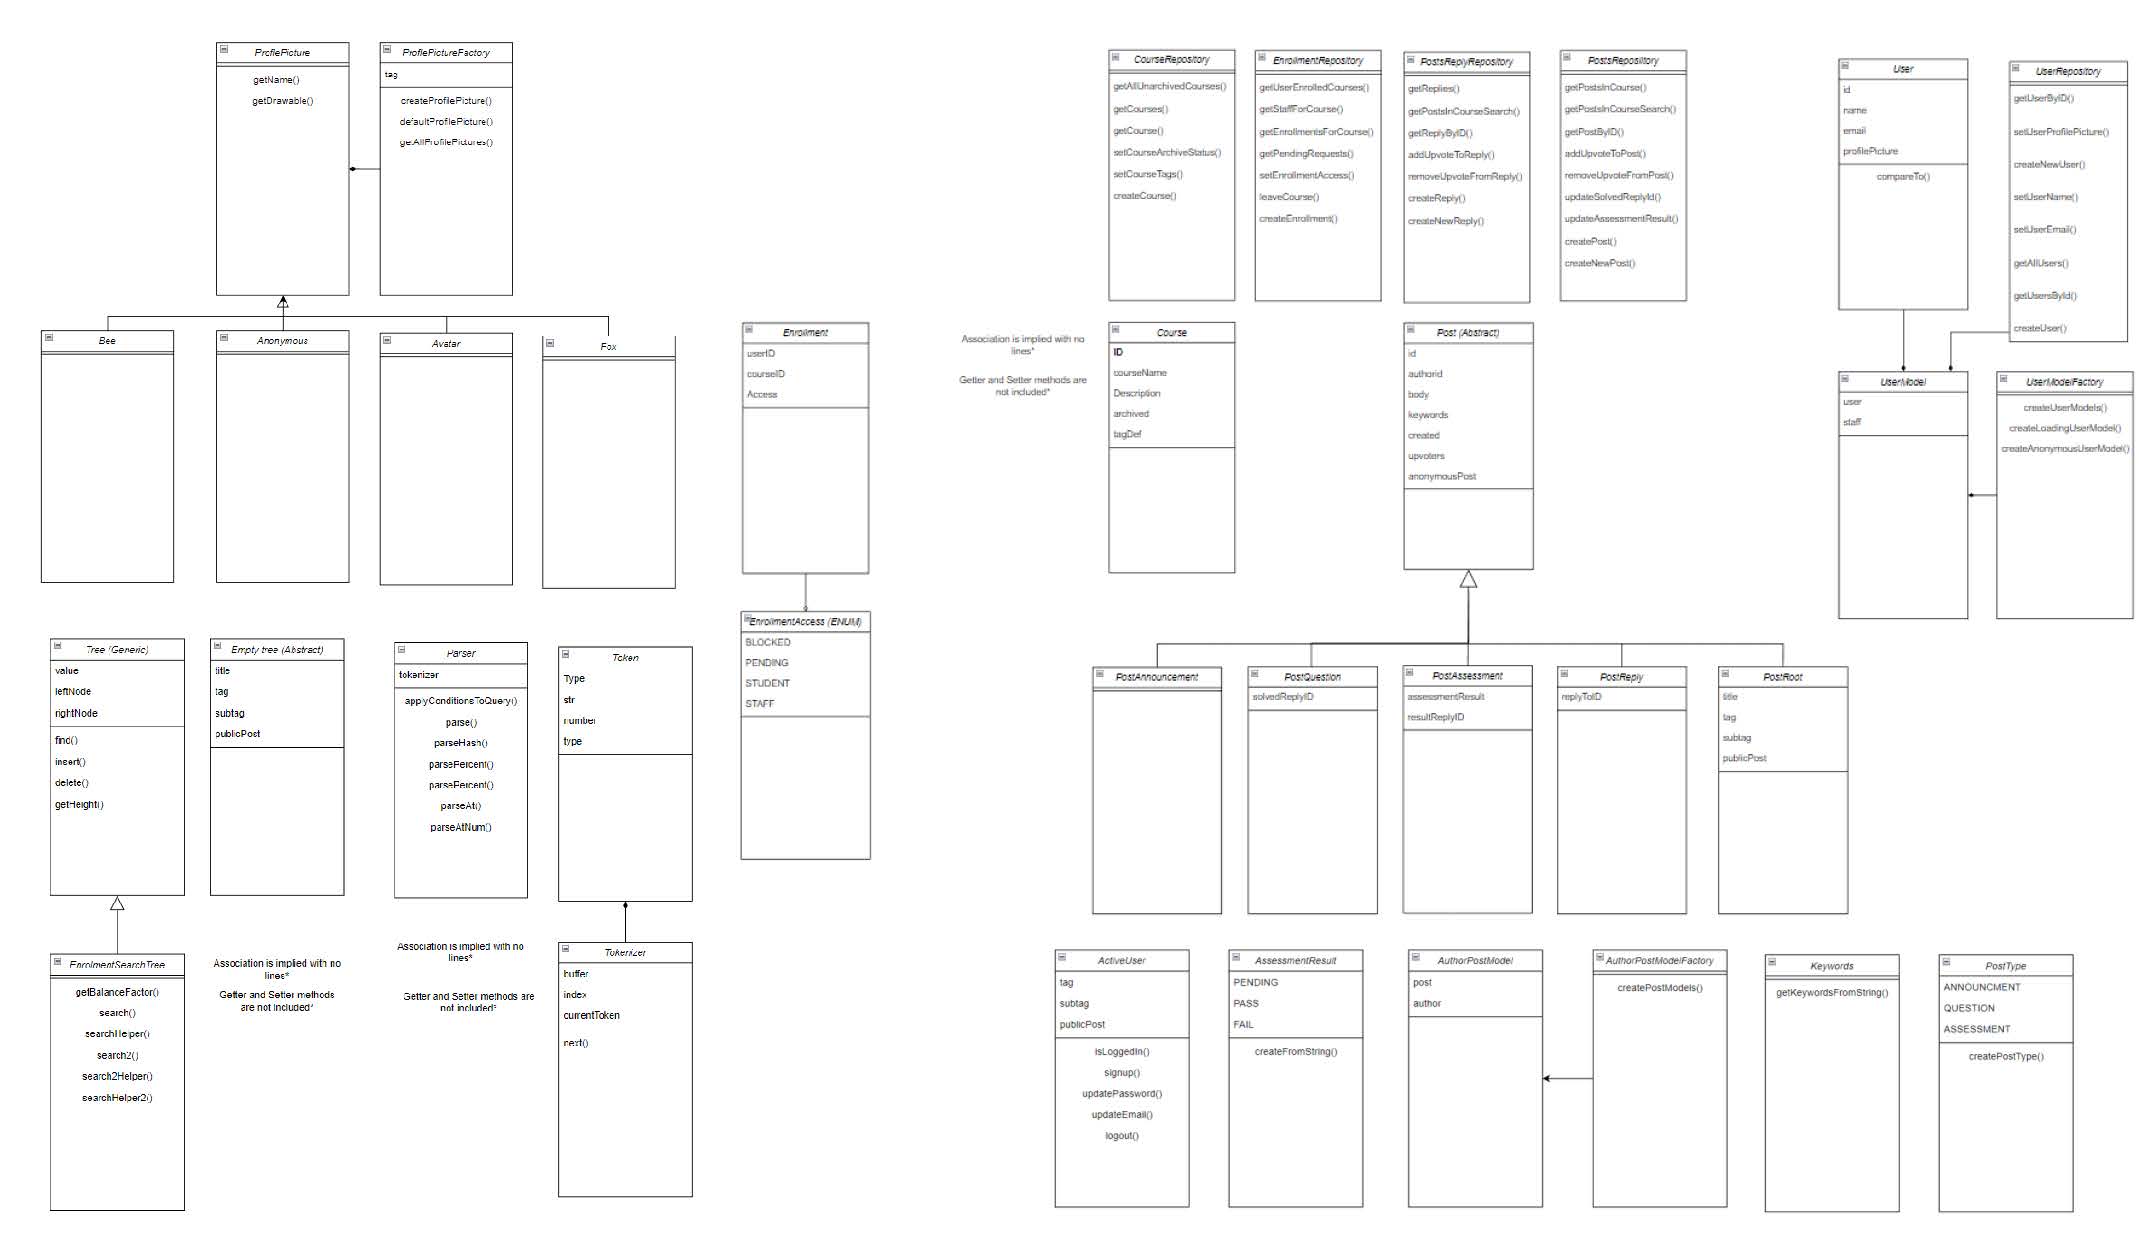 ProfilePicture
getName()
getDrawable()
ProfilePictureFactory
tag
createProfilePicture()
defaultProfilePicture()
getAllProfilePictures()
Bee
Anonymous
Avatar
Fox
Enrollment
userID
courseID
Access
EnrollmentAccess (ENUM)
BLOCKED
PENDING
STUDENT
STAFF
Tree (Generic)
value
leftNode
rightNode
find()
insert()
delete()
getHeight()
Empty tree (Abstract)
title
tag
subtag
publicPost
Parser
tokenizer
applyConditionsToQuery()
parse()
parseHash()
parsePercent()
parsePercent()
parseAt()
parseAtNum()
Token
Type
str
number
type
EnrolmentSearchTree
getBalanceFactor()
search()
searchHelper()
search2()
search2Helper()
searchHelper2()
Association is implied with no
lines*
Getter and Setter methods
are not included*
Association is implied with no
lines*
Getter and Setter methods are
not included*
Tokenizer
buffer
index
currentToken
next()
CourseRepository
getAllUnarchivedCourses()
getCourses()
getCourse()
setCourseArchiveStatus()
setCourseTags()
createCourse()
EnrollmentRepository
getUserEnrolledCourses()
getStaffForCourse()
getEnrollmentsForCourse()
getPendingRequests()
setEnrollmentAccess()
leaveCourse()
createEnrollment()
PostsReplyRepository
getReplies()
getPostsInCourseSearch()
getReplyByID()
addUpvoteToReply()
removeUpvoteFromReply()
createReply()
createNewReply()
PostsRepository
getPostsInCourse()
getPostsInCourseSearch()
getPostByID()
addUpvoteToPost()
removeUpvoteFromPost()
updateSolvedReplyId()
updateAssessmentResult()
createPost()
createNewPost()
User
id
name
email
profilePicture
compareTo()
UserRepository
getUserByID()
setUserProfilePicture()
createNewUser()
setUserName()
setUserEmail()
getAllUsers()
getUsersById()
createUser()
Association is implied with no
lines*
Getter and Setter methods are
not included*
Course
ID
courseName
Description
archived
tagDef
Post (Abstract)
id
authorid
body
keywords
created
upvoters
anonymousPost
UserModel
user
staff
UserModelFactory
createUserModels()
createLoadingUserModel()
createAnonymousUserModel()
PostAnnouncement
PostQuestion
solvedReplyID
PostAssessment
assessmentResult
resultReplyID
PostReply
replyToID
PostRoot
title
tag
subtag
publicPost
ActiveUser
tag
subtag
publicPost
isLoggedIn()
signup()
updatePassword()
updateEmail()
logout()
AssessmentResult
PENDING
PASS
FAIL
createFromString()
AuthorPostModel
post
author
AuthorPostModelFactory
createPostModels()
Keywords
getKeywordsFromString()
PostType
ANNOUNCMENT
QUESTION
ASSESSMENT
createPostType()